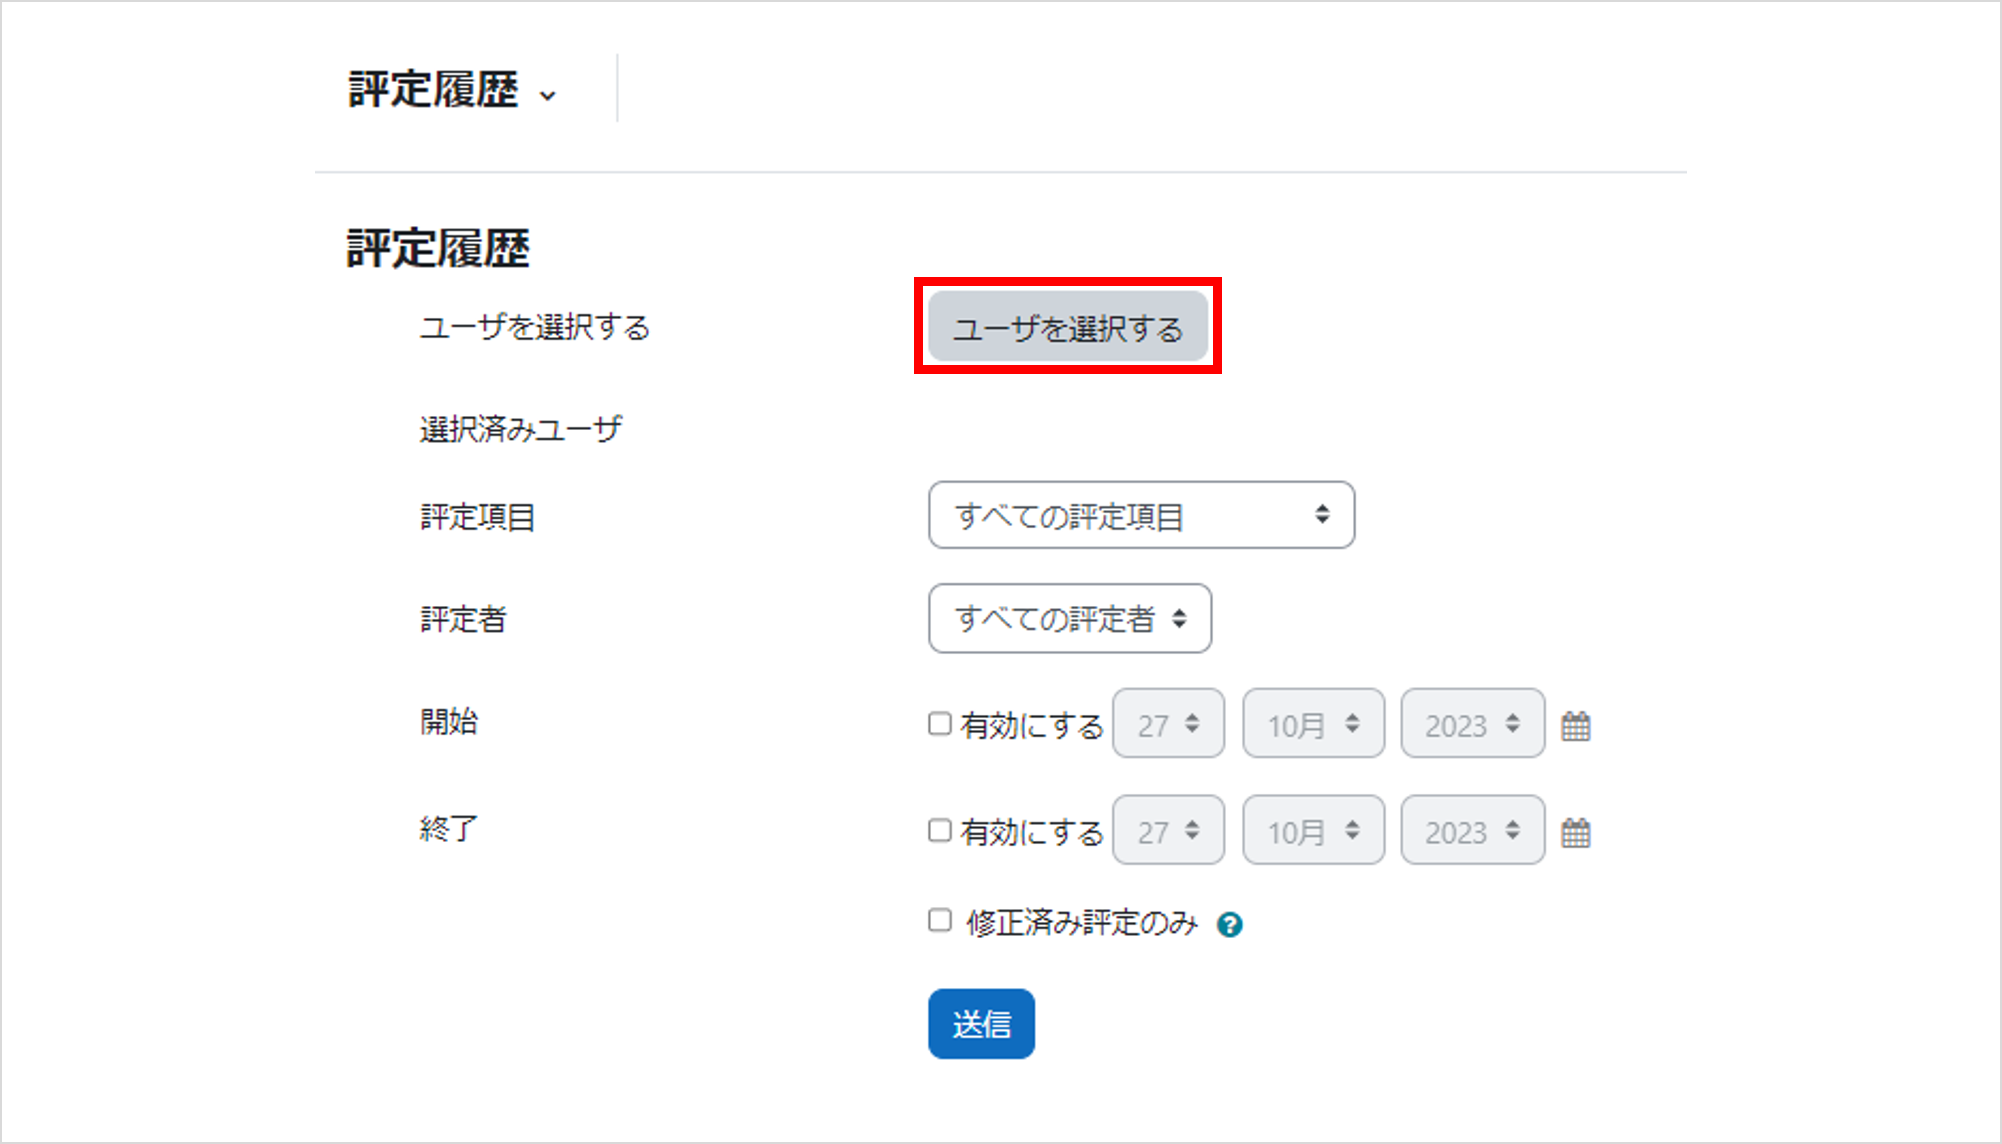 評定履歴
評定履歴
ユーザを選択する ユーザを選択する
選択済みユーザ
評定項目 すべての評定項目
評定者 すべての評定者
開始 有効にする 27 10月 2023
終了 有効にする 27 10月 2023
修正済み評定のみ ?
送信